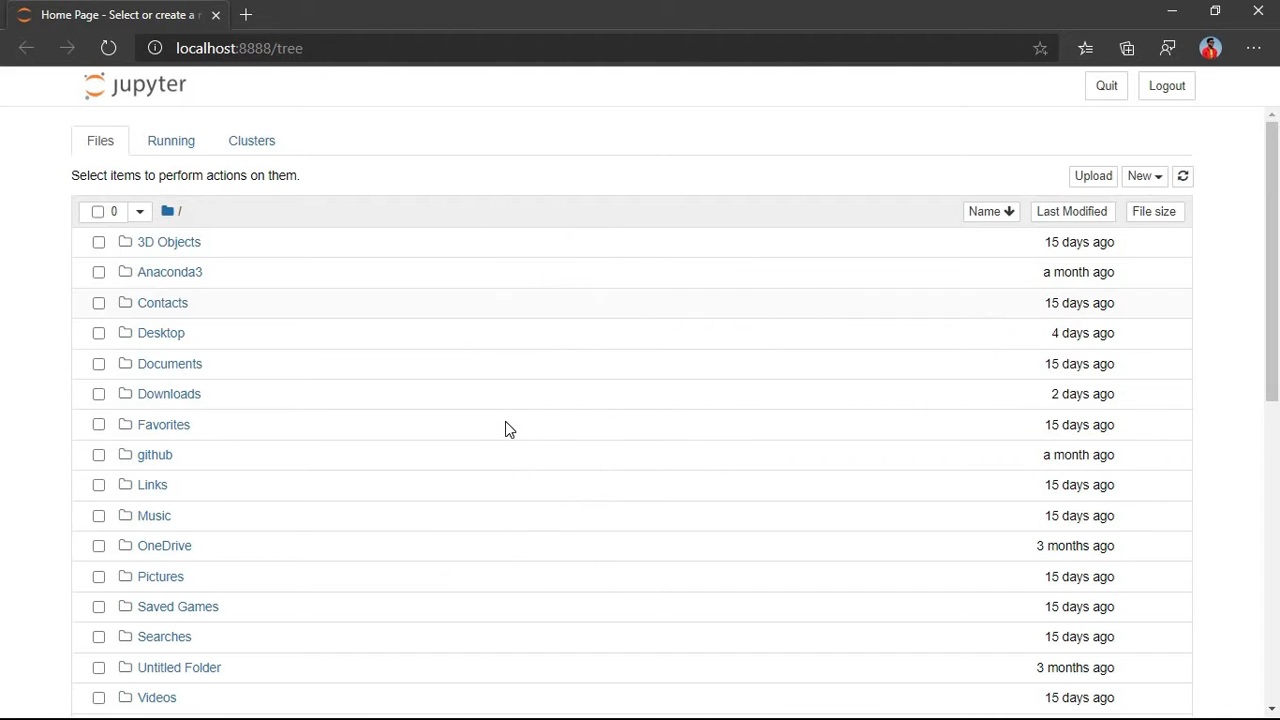 Home Page - Select or create a n
localhost:8888/tree
jupyter
Quit Logout
Files Running Clusters
Select items to perform actions on them.
Upload New
0 / Name Last Modified File size
3D Objects 15 days ago
Anaconda3 a month ago
Contacts 15 days ago
Desktop 4 days ago
Documents 15 days ago
Downloads 2 days ago
Favorites 15 days ago
github a month ago
Links 15 days ago
Music 15 days ago
OneDrive 3 months ago
Pictures 15 days ago
Saved Games 15 days ago
Searches 15 days ago
Untitled Folder 3 months ago
Videos 15 days ago